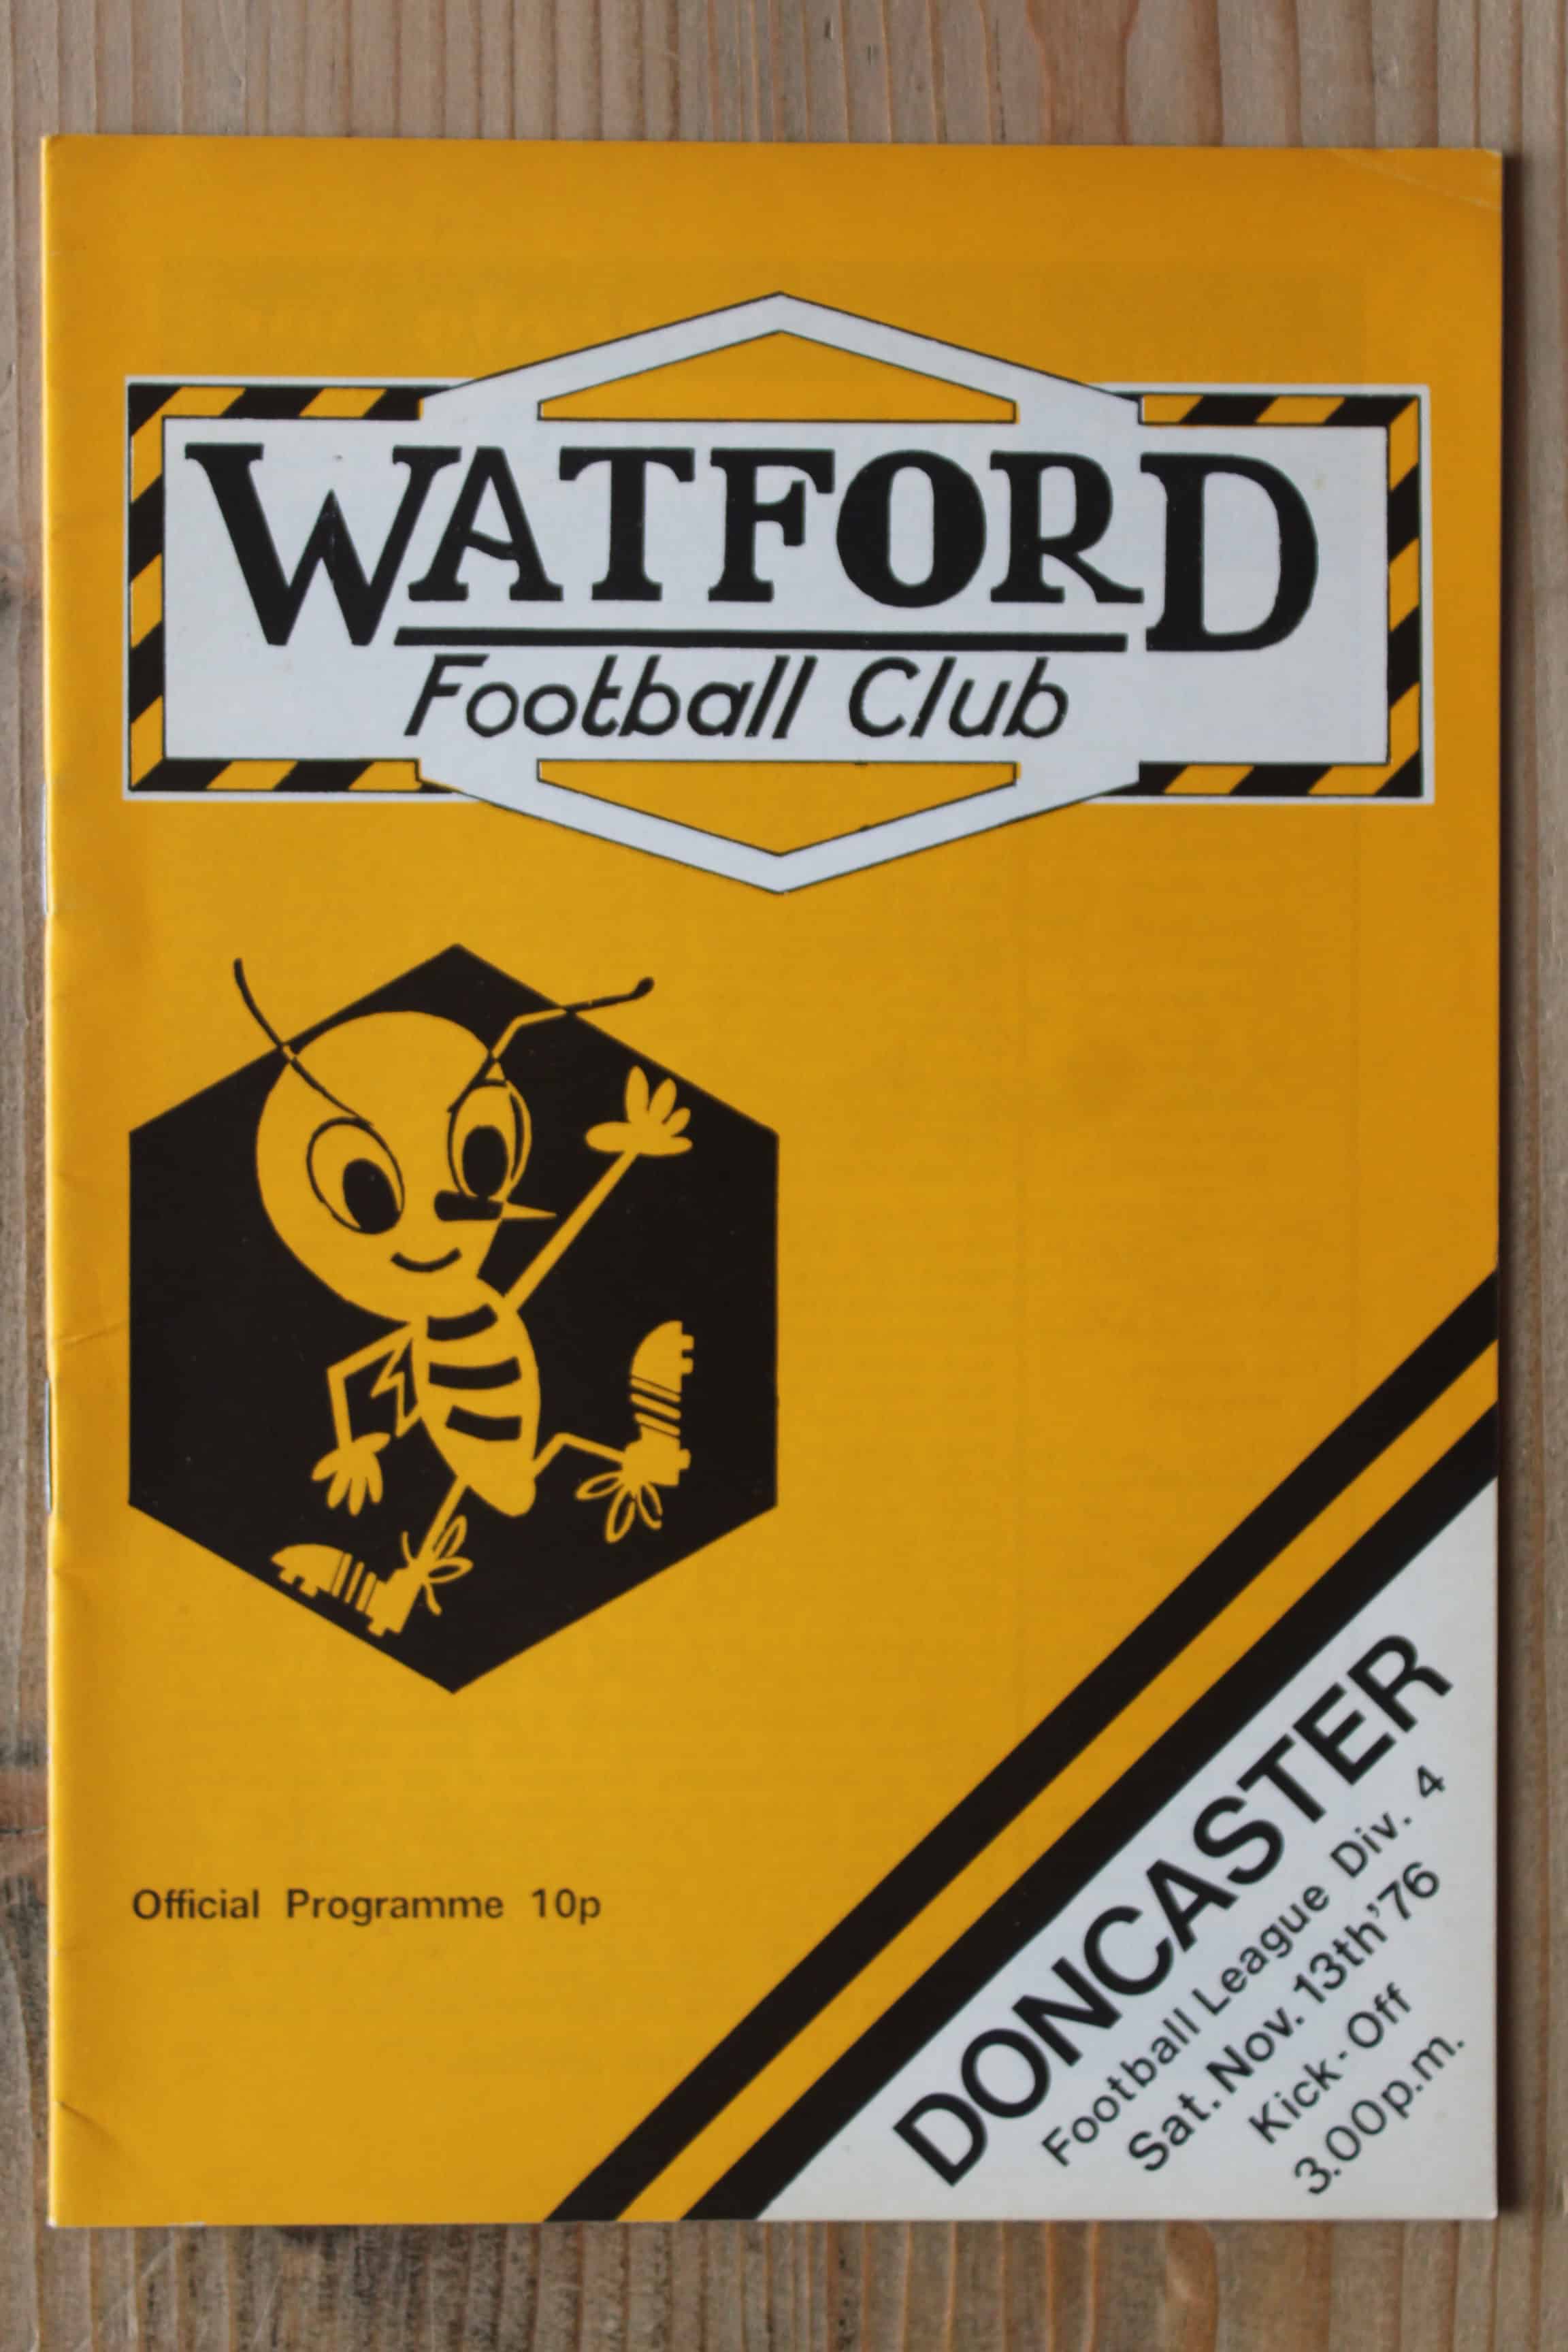 WATFORD
Football Club
Official Programme 10p
DONCASTER
Football League Div. 4
Sat. Nov. 13th '76
Kick-Off
3.00p.m.